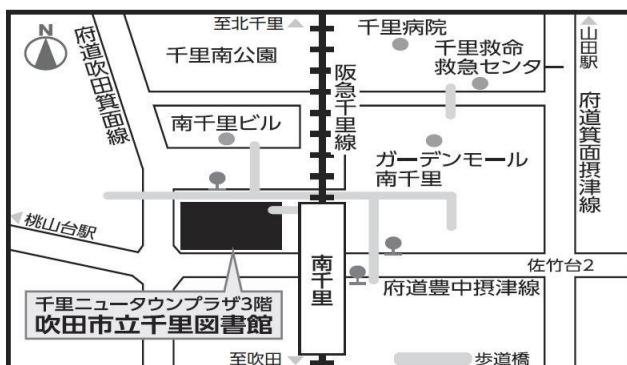 至北千里
千里病院
千里南公園
千里救命
救急センタ
山田駅
府道吹田箕面線
阪急千里線
府道箕面摂津線
南千里ビル
ガーデンモール
南千里
桃山台駅
南千里
佐竹台2
千里ニュータウンプラザ3階
吹田市立千里図書館
府道豊中摂津線
至吹田
歩道橋